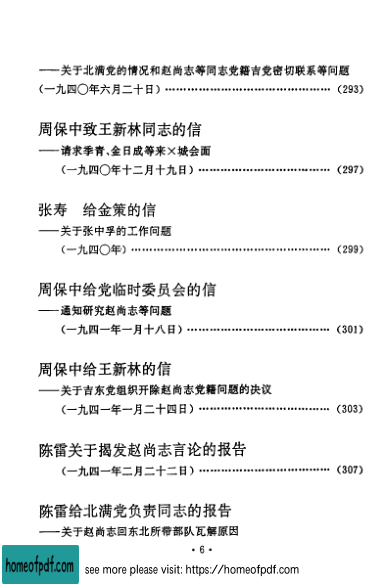 ——关于北满党的情况和赵尚志等同志党籍吉党密切联系等问题
(一九四〇年六月二十日)……………………………………(293)
周保中致王新林同志的信
——请求季青、金日成等来×城会面
(一九四〇年十二月十九日)……………………………(297)
张寿 给金策的信
——关于张中孚的工作问题
(一九四〇年)……………………………………………(299)
周保中给党临时委员会的信
——通知研究赵尚志等问题
(一九四一年一月十八日)………………………………(301)
周保中给王新林的信
——关于吉东党组织开除赵尚志党籍问题的决议
(一九四一年一月二十四日)……………………………(303)
陈雷关于揭发赵尚志言论的报告
(一九四一年二月二十二日)……………………………(307)
陈雷给北满党负责同志的报告
——关于赵尚志回东北所带部队瓦解原因
·6·
homeofpdf.com
see more please visit: https://homeofpdf.com